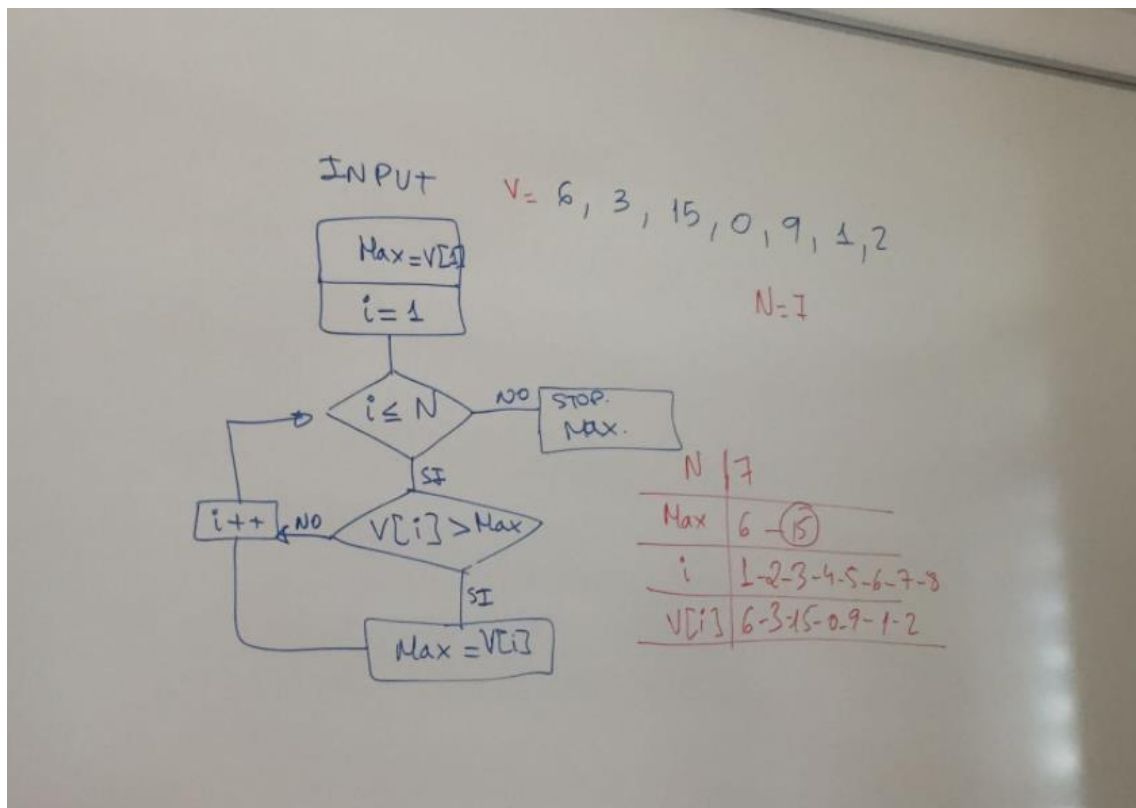 INPUT
V= 6, 3, 15, 0, 9, 1, 2
N=7
Max=V[1]
i=1
i≤N
NO
STOP.
Max.
SI
V[i]>Max
NO
i++
SI
Max=V[i]
N 7
Max 6-15
i 1-2-3-4-5-6-7-8
V[i] 6-3-15-0-9-1-2